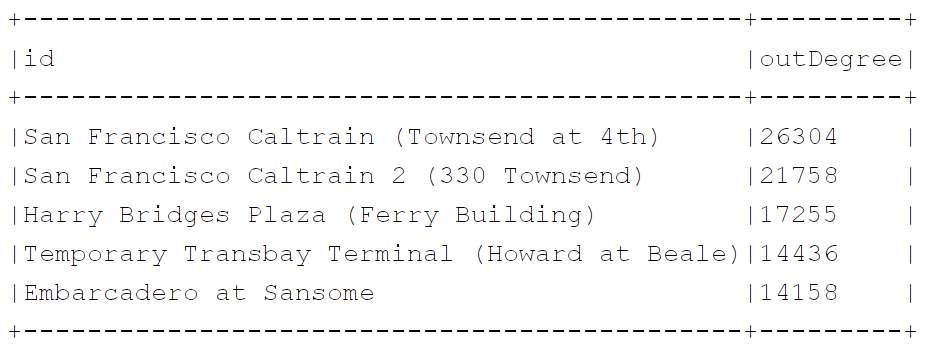 +---------------------------------------------+---------+
|id                                           |outDegree|
+---------------------------------------------+---------+
|San Francisco Caltrain (Townsend at 4th)     |26304    |
|San Francisco Caltrain 2 (330 Townsend)      |21758    |
|Harry Bridges Plaza (Ferry Building)         |17255    |
|Temporary Transbay Terminal (Howard at Beale)|14436    |
|Embarcadero at Sansome                       |14158    |
+---------------------------------------------+---------+